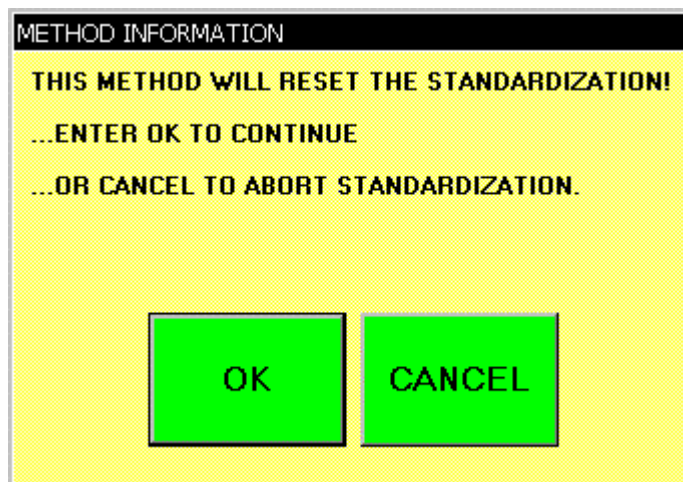 METHOD INFORMATION
THIS METHOD WILL RESET THE STANDARDIZATION!
...ENTER OK TO CONTINUE
...OR CANCEL TO ABORT STANDARDIZATION.
OK
CANCEL